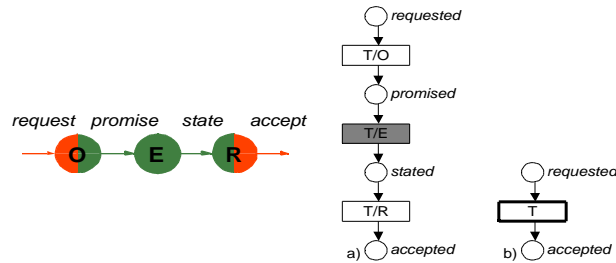 request promise state accept
O E R
requested
T/O
promised
T/E
stated
T/R
a) accepted
requested
T
b) accepted